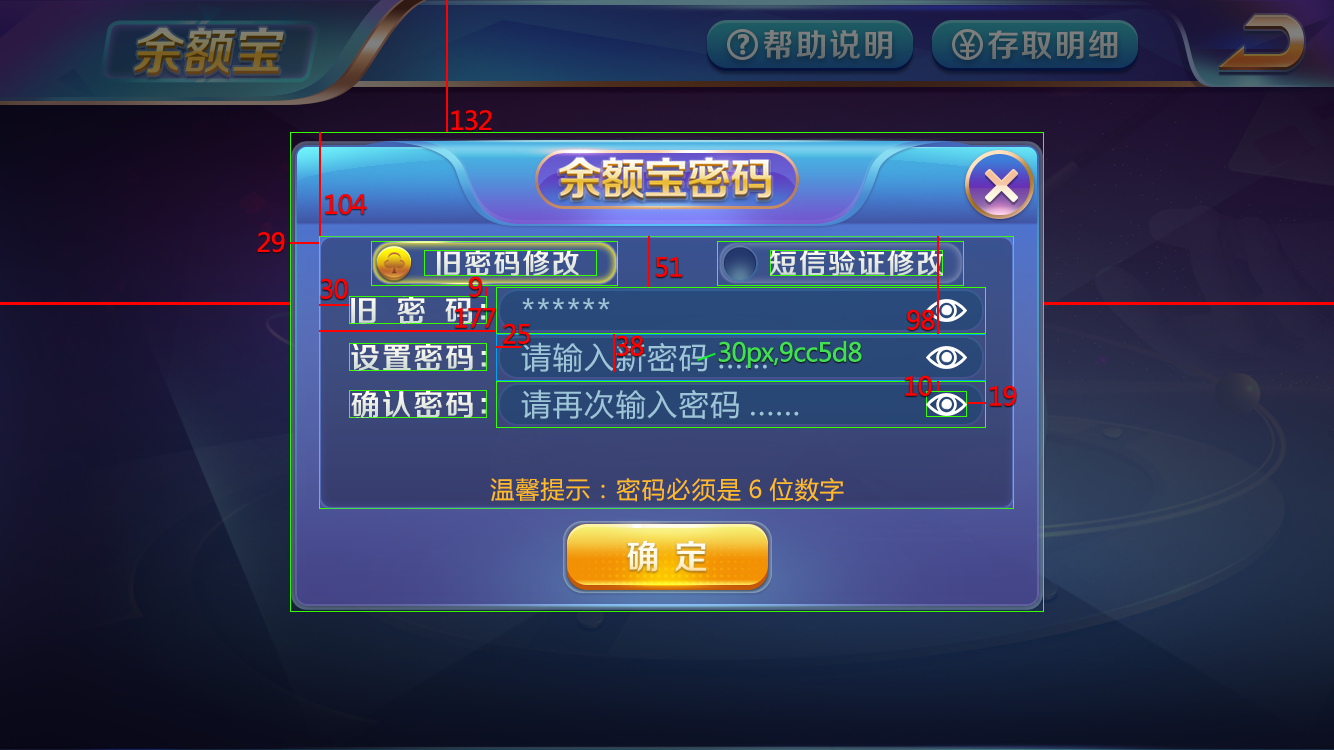 余额宝
帮助说明
存取明细
132
余额宝密码
104
29
旧密码修改
51
短信验证修改
30
9
旧 密 码:
177
******
98
25
38
设置密码:
请输入新密码 ......
30px,9cc5d8
10
19
确认密码:
请再次输入密码 ......
温馨提示：密码必须是 6 位数字
确 定